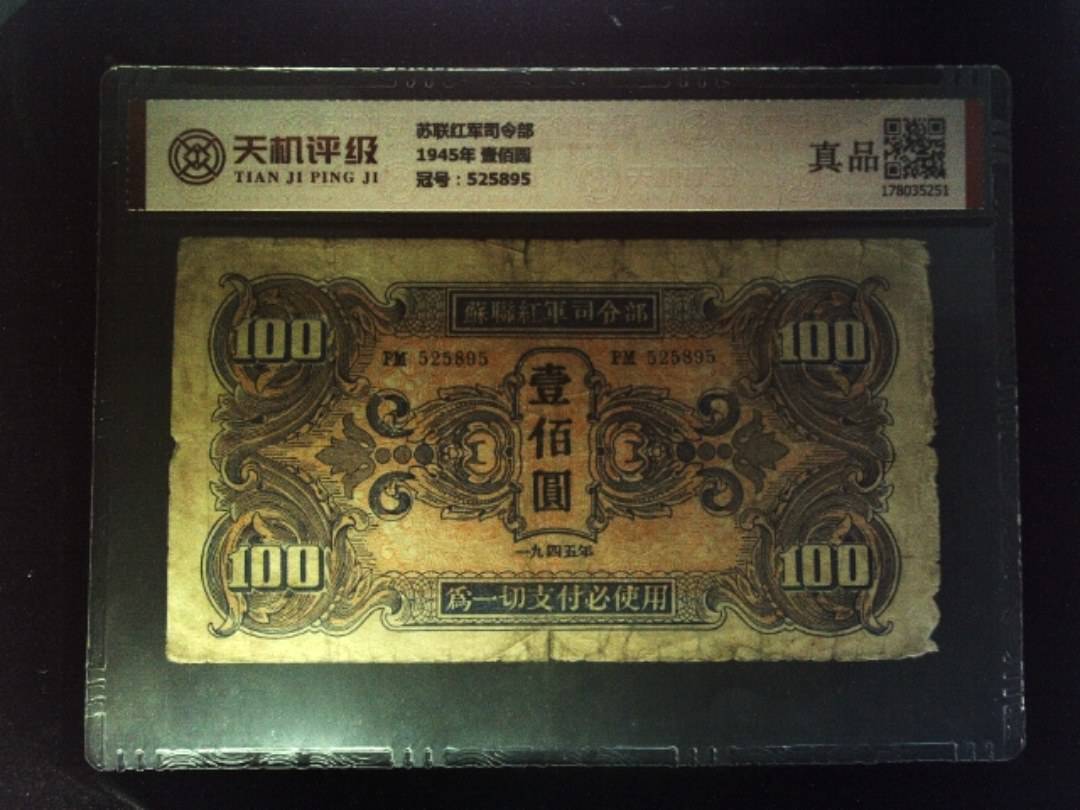 天机评级
TIAN JI PING JI
苏联红军司令部
1945年 壹佰圆
冠号：525895
真品
178035251
蘇聯紅軍司令部
100
100
PM 525895
PM 525895
壹佰圓
100
100
一九四五年
為一切支付必使用